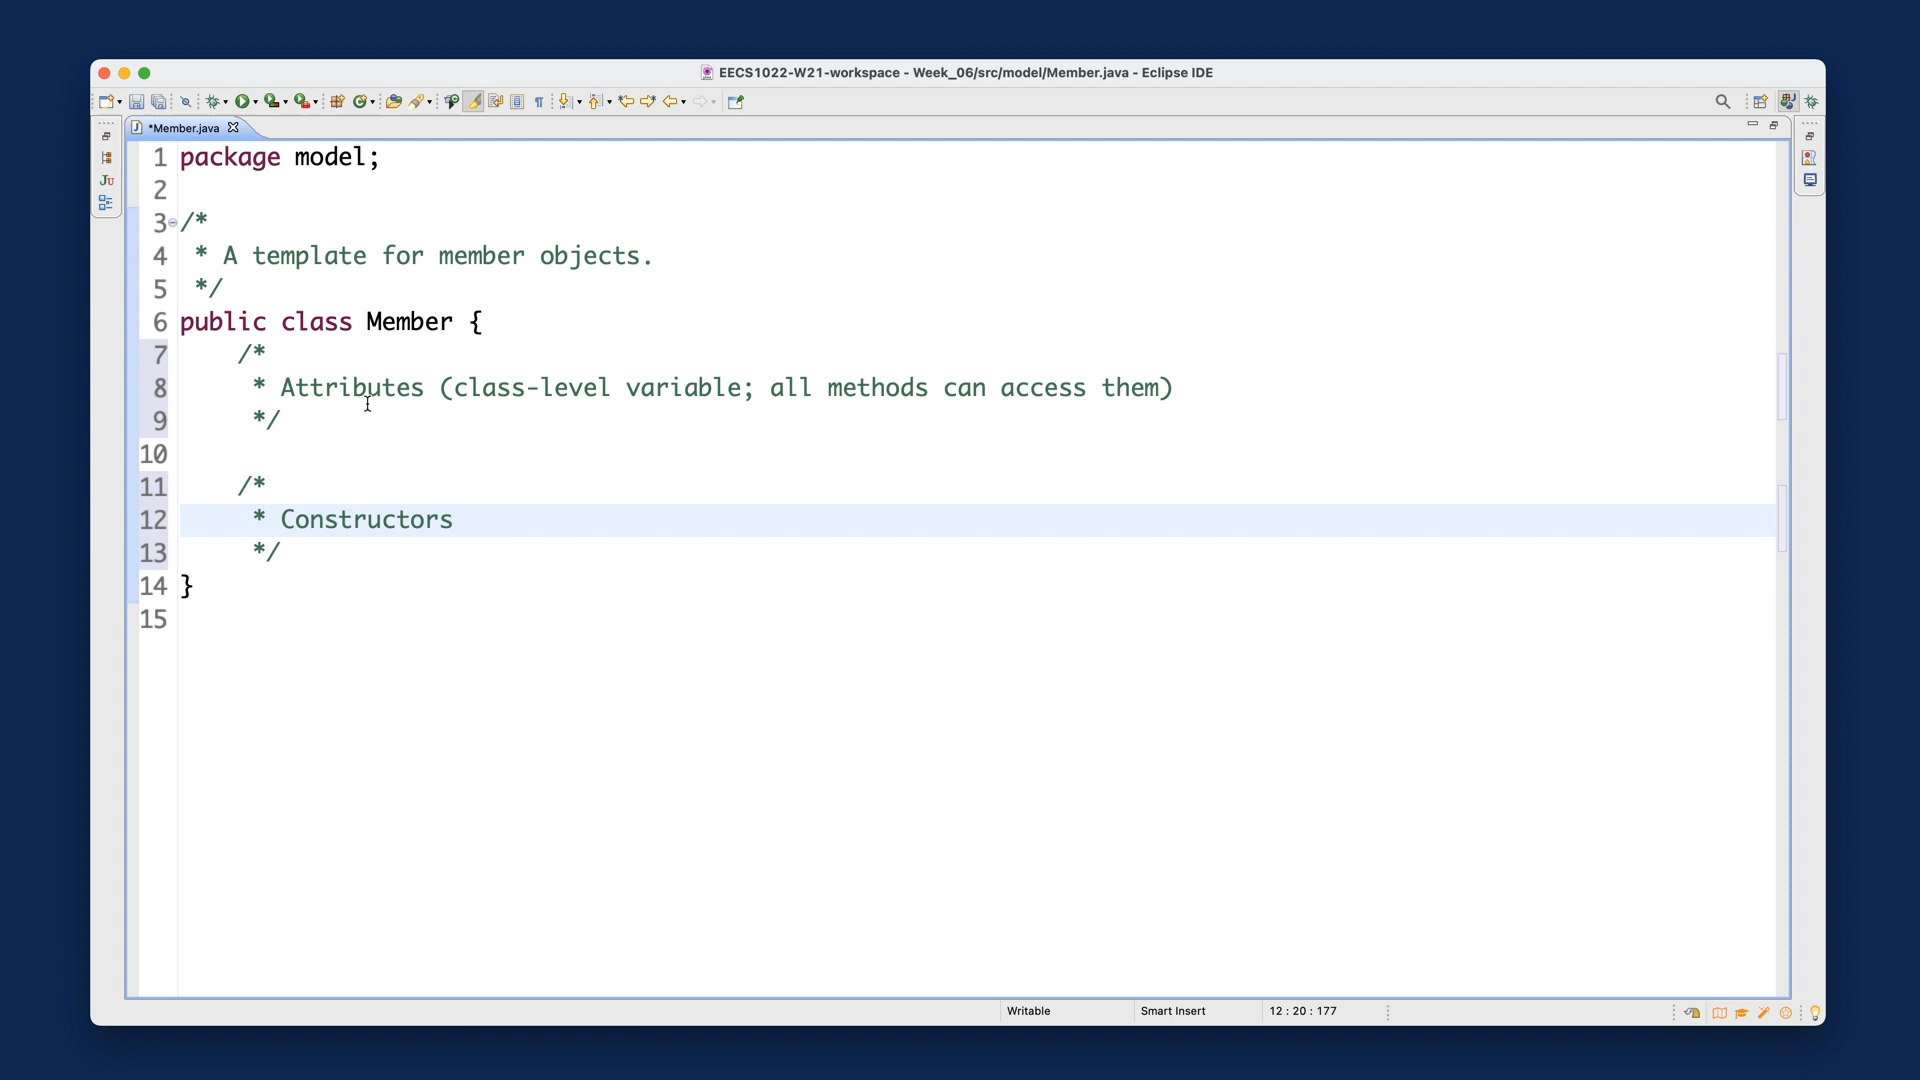 EECS1022-W21-workspace - Week_06/src/model/Member.java - Eclipse IDE
*Member.java
1 package model;
2
3 /*
4  * A template for member objects.
5  */
6 public class Member {
7     /*
8      * Attributes (class-level variable; all methods can access them)
9      */
10
11     /*
12      * Constructors
13      */
14 }
15
Writable Smart Insert 12 : 20 : 177